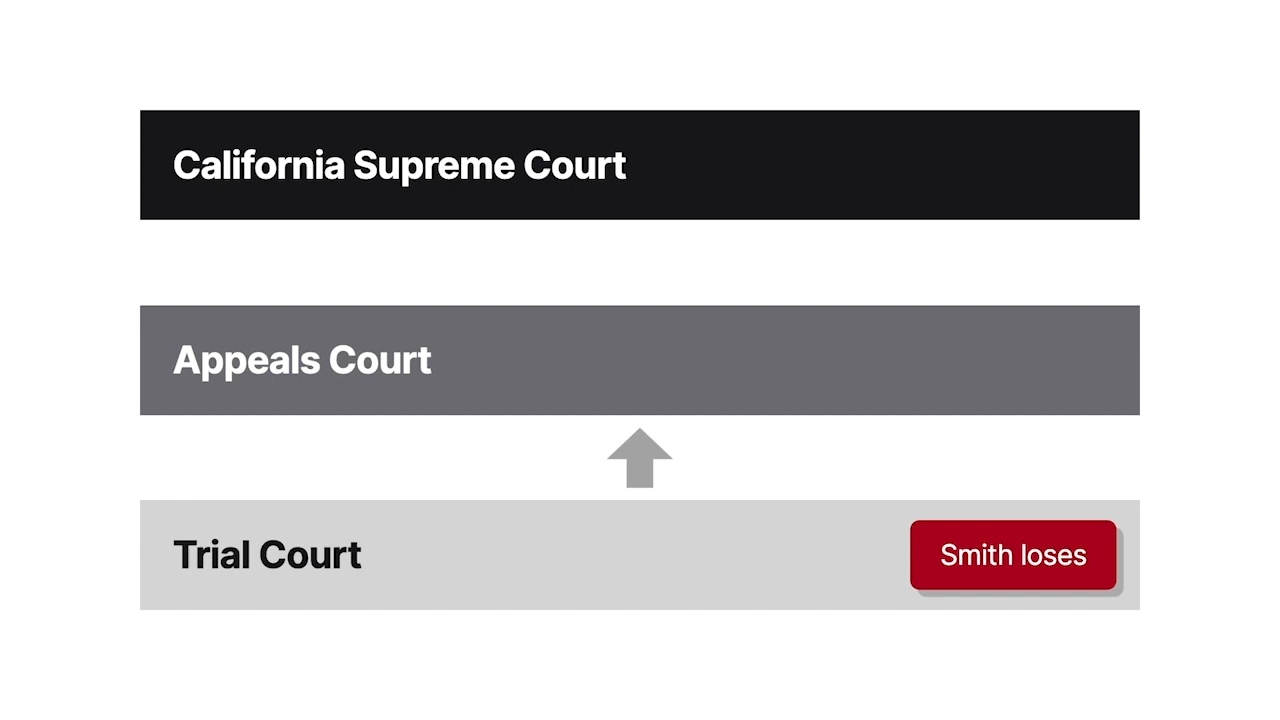 California Supreme Court
Appeals Court
Trial Court
Smith loses